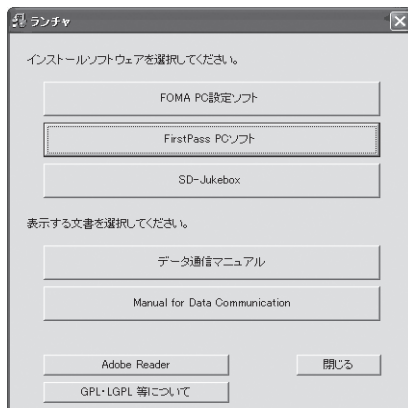 ランチャ
インストールソフトウェアを選択してください。
FOMA PC設定ソフト
FirstPass PCソフト
SD-Jukebox
表示する文書を選択してください。
データ通信マニュアル
Manual for Data Communication
Adobe Reader
閉じる
GPL・LGPL 等について